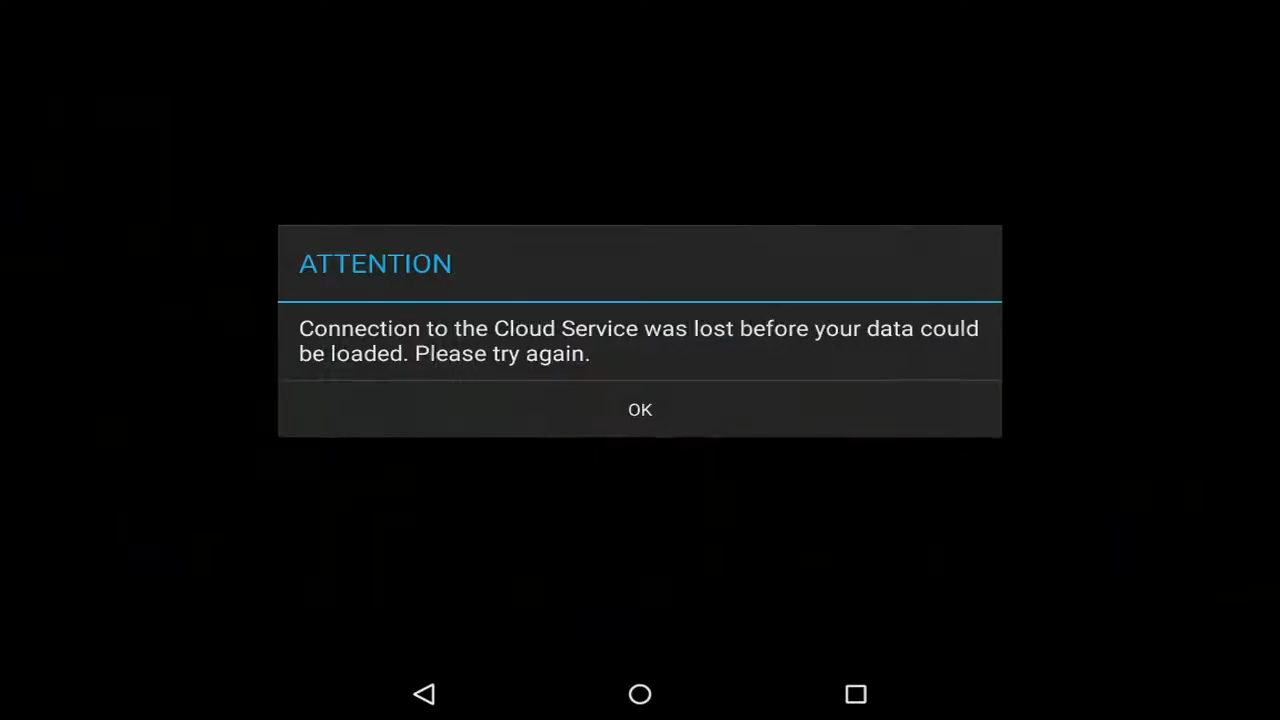 ATTENTION
Connection to the Cloud Service was lost before your data could
be loaded. Please try again.
OK